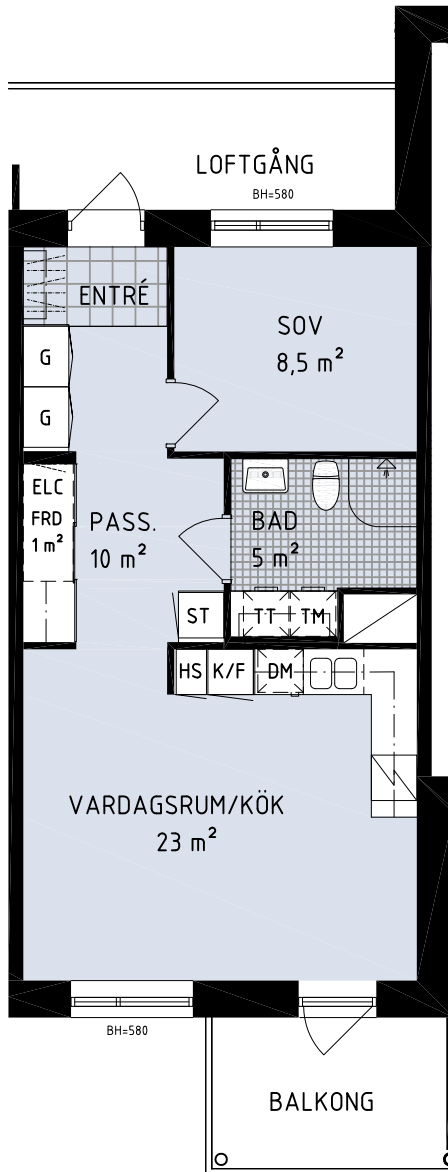 LOFTGÅNG
BH=580
ENTRÉ
SOV
8,5 m²
G
G
ELC
FRD
1 m²
PASS.
10 m²
BAD
5 m²
ST
TT
TM
HS
K/F
DM
VARDAGSRUM/KÖK
23 m²
BH=580
BALKONG